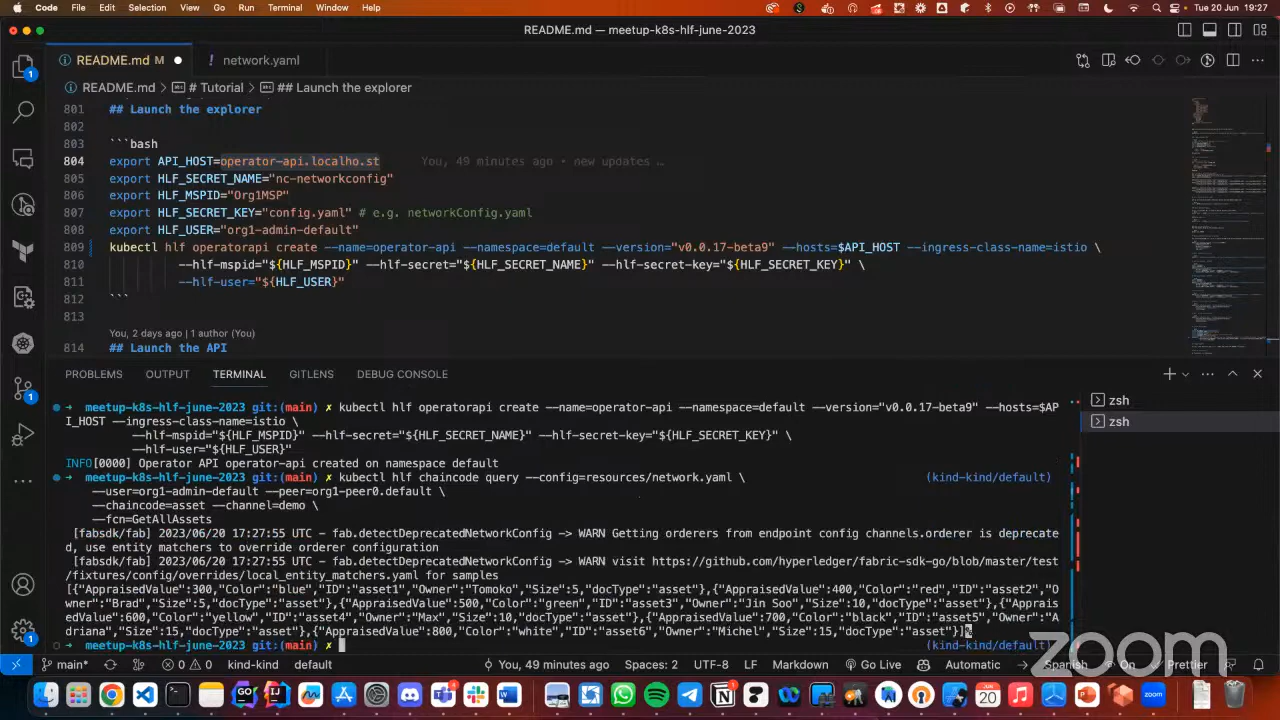 Code File Edit Selection View Go Run Terminal Window Help Tue 20 Jun 19:27
README.md — meetup-k8s-hlf-june-2023
README.md M network.yaml
README.md > # Tutorial > ## Launch the explorer
801 ## Launch the explorer
802
803 ```bash
804 export API_HOST=operator-api.localho.st You, 49 minutes ago • new updates …
805 export HLF_SECRET_NAME="nc-networkconfig"
806 export HLF_MSPID="Org1MSP"
807 export HLF_SECRET_KEY="config.yaml" # e.g. networkConfig.yaml
808 export HLF_USER="org1-admin-default"
809 kubectl hlf operatorapi create --name=operator-api --namespace=default --version="v0.0.17-beta9" --hosts=$API_HOST --ingress-class-name=istio \
810 --hlf-mspid="${HLF_MSPID}" --hlf-secret="${HLF_SECRET_NAME}" --hlf-secret-key="${HLF_SECRET_KEY}" \
811 --hlf-user="${HLF_USER}"
812 ```
813
You, 2 days ago | 1 author (You)
814 ## Launch the API
PROBLEMS OUTPUT TERMINAL GITLENS DEBUG CONSOLE
zsh
zsh
→ meetup-k8s-hlf-june-2023 git:(main) ✗ kubectl hlf operatorapi create --name=operator-api --namespace=default --version="v0.0.17-beta9" --hosts=$AP
I_HOST --ingress-class-name=istio \
--hlf-mspid="${HLF_MSPID}" --hlf-secret="${HLF_SECRET_NAME}" --hlf-secret-key="${HLF_SECRET_KEY}" \
--hlf-user="${HLF_USER}"
INFO[0000] Operator API operator-api created on namespace default
→ meetup-k8s-hlf-june-2023 git:(main) ✗ kubectl hlf chaincode query --config=resources/network.yaml \ (kind-kind/default)
--user=org1-admin-default --peer=org1-peer0.default \
--chaincode=asset --channel=demo \
--fcn=GetAllAssets
[fabsdk/fab] 2023/06/20 17:27:55 UTC - fab.detectDeprecatedNetworkConfig -> WARN Getting orderers from endpoint config channels.orderer is deprecate
d, use entity matchers to override orderer configuration
[fabsdk/fab] 2023/06/20 17:27:55 UTC - fab.detectDeprecatedNetworkConfig -> WARN visit https://github.com/hyperledger/fabric-sdk-go/blob/master/test
/fixtures/config/overrides/local_entity_matchers.yaml for samples
[{"AppraisedValue":300,"Color":"blue","ID":"asset1","Owner":"Tomoko","Size":5,"docType":"asset"},{"AppraisedValue":400,"Color":"red","ID":"asset2","O
wner":"Brad","Size":5,"docType":"asset"},{"AppraisedValue":500,"Color":"green","ID":"asset3","Owner":"Jin Soo","Size":10,"docType":"asset"},{"Apprais
edValue":600,"Color":"yellow","ID":"asset4","Owner":"Max","Size":10,"docType":"asset"},{"AppraisedValue":700,"Color":"black","ID":"asset5","Owner":"A
driana","Size":15,"docType":"asset"},{"AppraisedValue":800,"Color":"white","ID":"asset6","Owner":"Michel","Size":15,"docType":"asset"}]%
→ meetup-k8s-hlf-june-2023 git:(main) ✗ (kind-kind/default)
main* 0 0 kind-kind default You, 49 minutes ago Spaces: 2 UTF-8 LF Markdown Go Live Automatic → Spanish On Prettier
zoom